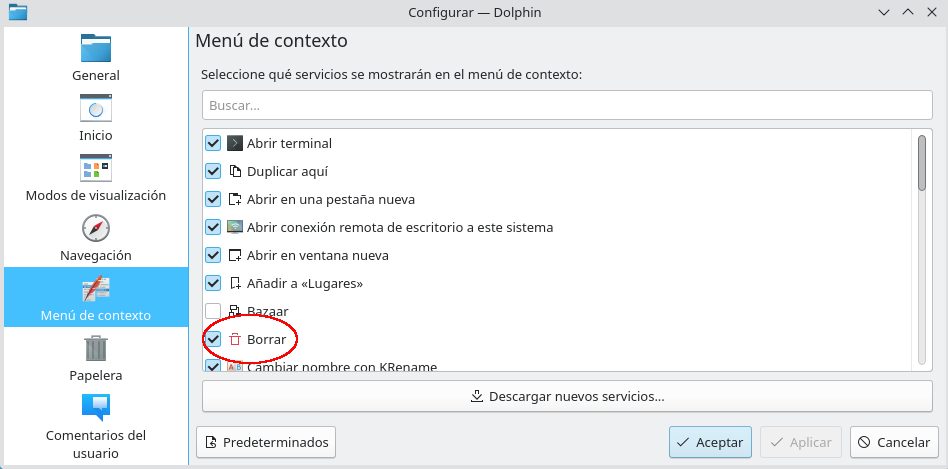 Configurar — Dolphin
General
Inicio
Modos de visualización
Navegación
Menú de contexto
Papelera
Comentarios del
usuario
Menú de contexto
Seleccione qué servicios se mostrarán en el menú de contexto:
Buscar...
Abrir terminal
Duplicar aquí
Abrir en una pestaña nueva
Abrir conexión remota de escritorio a este sistema
Abrir en ventana nueva
Añadir a «Lugares»
Bazaar
Borrar
Cambiar nombre con KRename
Descargar nuevos servicios...
Predeterminados
Aceptar
Aplicar
Cancelar